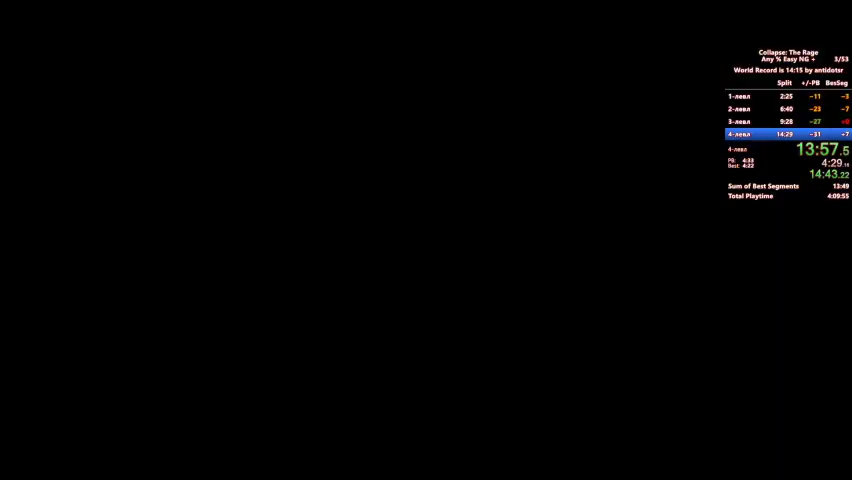 Collapse: The Rage
Any % Easy NG + 3/53
World Record is 14:15 by antidotsr
Split +/-PB BesSeg
1-левл 2:25 −11 −3
2-левл 6:40 −23 −7
3-левл 9:28 −27 +0
4-левл 14:29 −31 +7
4-левл 13:57.5
PB: 4:33 4:29.16
Best: 4:22
14:43.22
Sum of Best Segments 13:49
Total Playtime 4:09:55